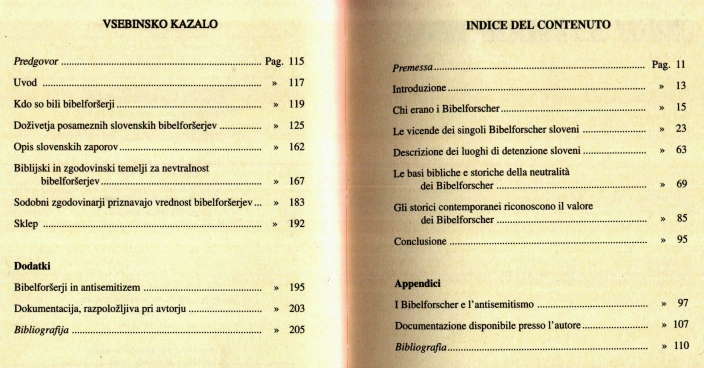 VSEBINSKO KAZALO
Predgovor ........ Pag. 115
Uvod ........ » 117
Kdo so bili bibelforšerji ........ » 119
Doživetja posameznih slovenskih bibelforšerjev ........ » 125
Opis slovenskih zaporov ........ » 162
Biblijski in zgodovinski temelji za nevtralnost
bibelforšerjev ........ » 167
Sodobni zgodovinarji priznavajo vrednost bibelforšerjev ... » 183
Sklep ........ » 192
Dodatki
Bibelforšerji in antisemitizem ........ » 195
Dokumentacija, razpoložljiva pri avtorju ........ » 203
Bibliografija ........ » 205
INDICE DEL CONTENUTO
Premessa ........ Pag. 11
Introduzione ........ » 13
Chi erano i Bibelforscher ........ » 15
Le vicende dei singoli Bibelforscher sloveni ........ » 23
Descrizione dei luoghi di detenzione sloveni ........ » 63
Le basi bibliche e storiche della neutralità
dei Bibelforscher ........ » 69
Gli storici contemporanei riconoscono il valore
dei Bibelforscher ........ » 85
Conclusione ........ » 95
Appendici
I Bibelforscher e l'antisemitismo ........ » 97
Documentazione disponibile presso l'autore ........ » 107
Bibliografia ........ » 110